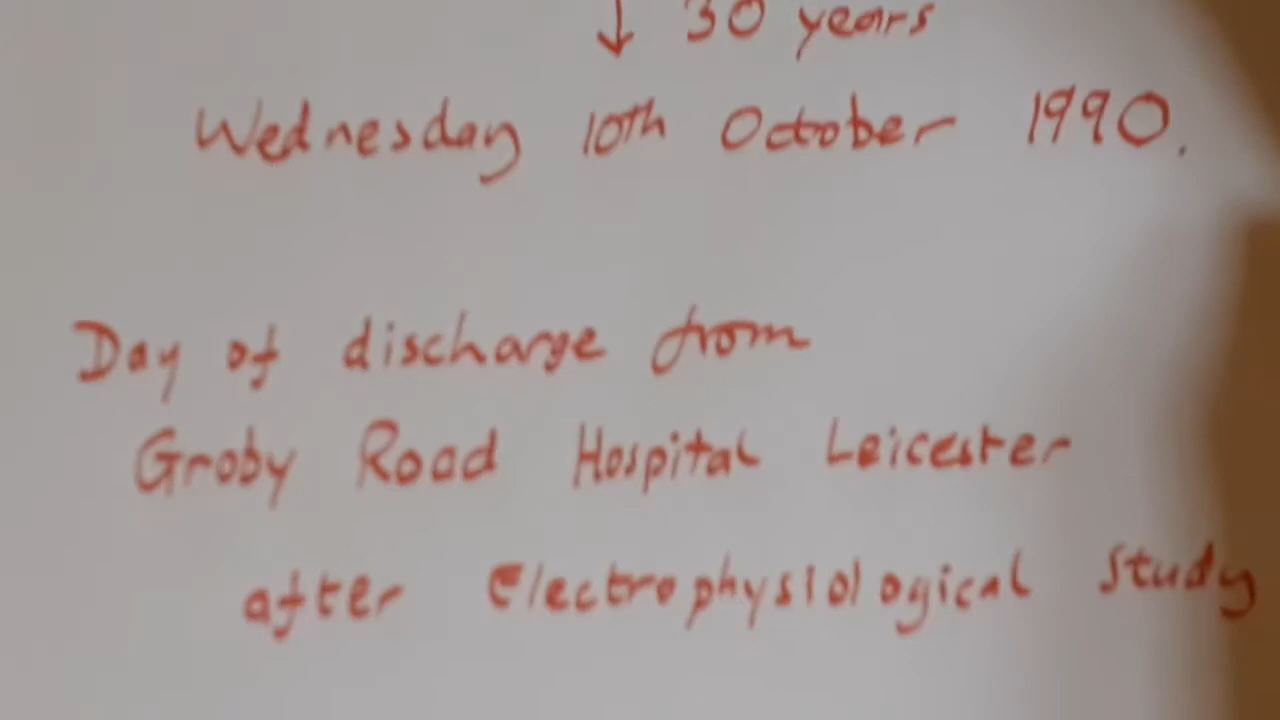 ↓ 30 years
Wednesday 10th October 1990.
Day of discharge from
Groby Road Hospital Leicester
after Electrophysiological Study